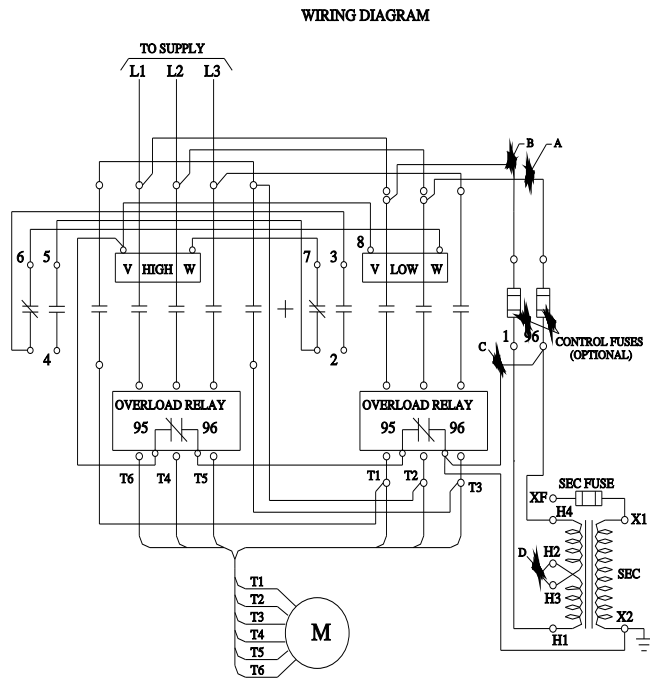 WIRING DIAGRAM
TO SUPPLY
L1 L2 L3
B A
6 5 7 3 8
V HIGH W
V LOW W
1 96
CONTROL FUSES
(OPTIONAL)
C
4 2
OVERLOAD RELAY
95 96
OVERLOAD RELAY
95 96
T6 T4 T5 T1 T2 T3
SEC FUSE
XF
H4 X1
D H2
SEC
H3
X2
H1
T1
T2
T3
T4
T5
T6
M